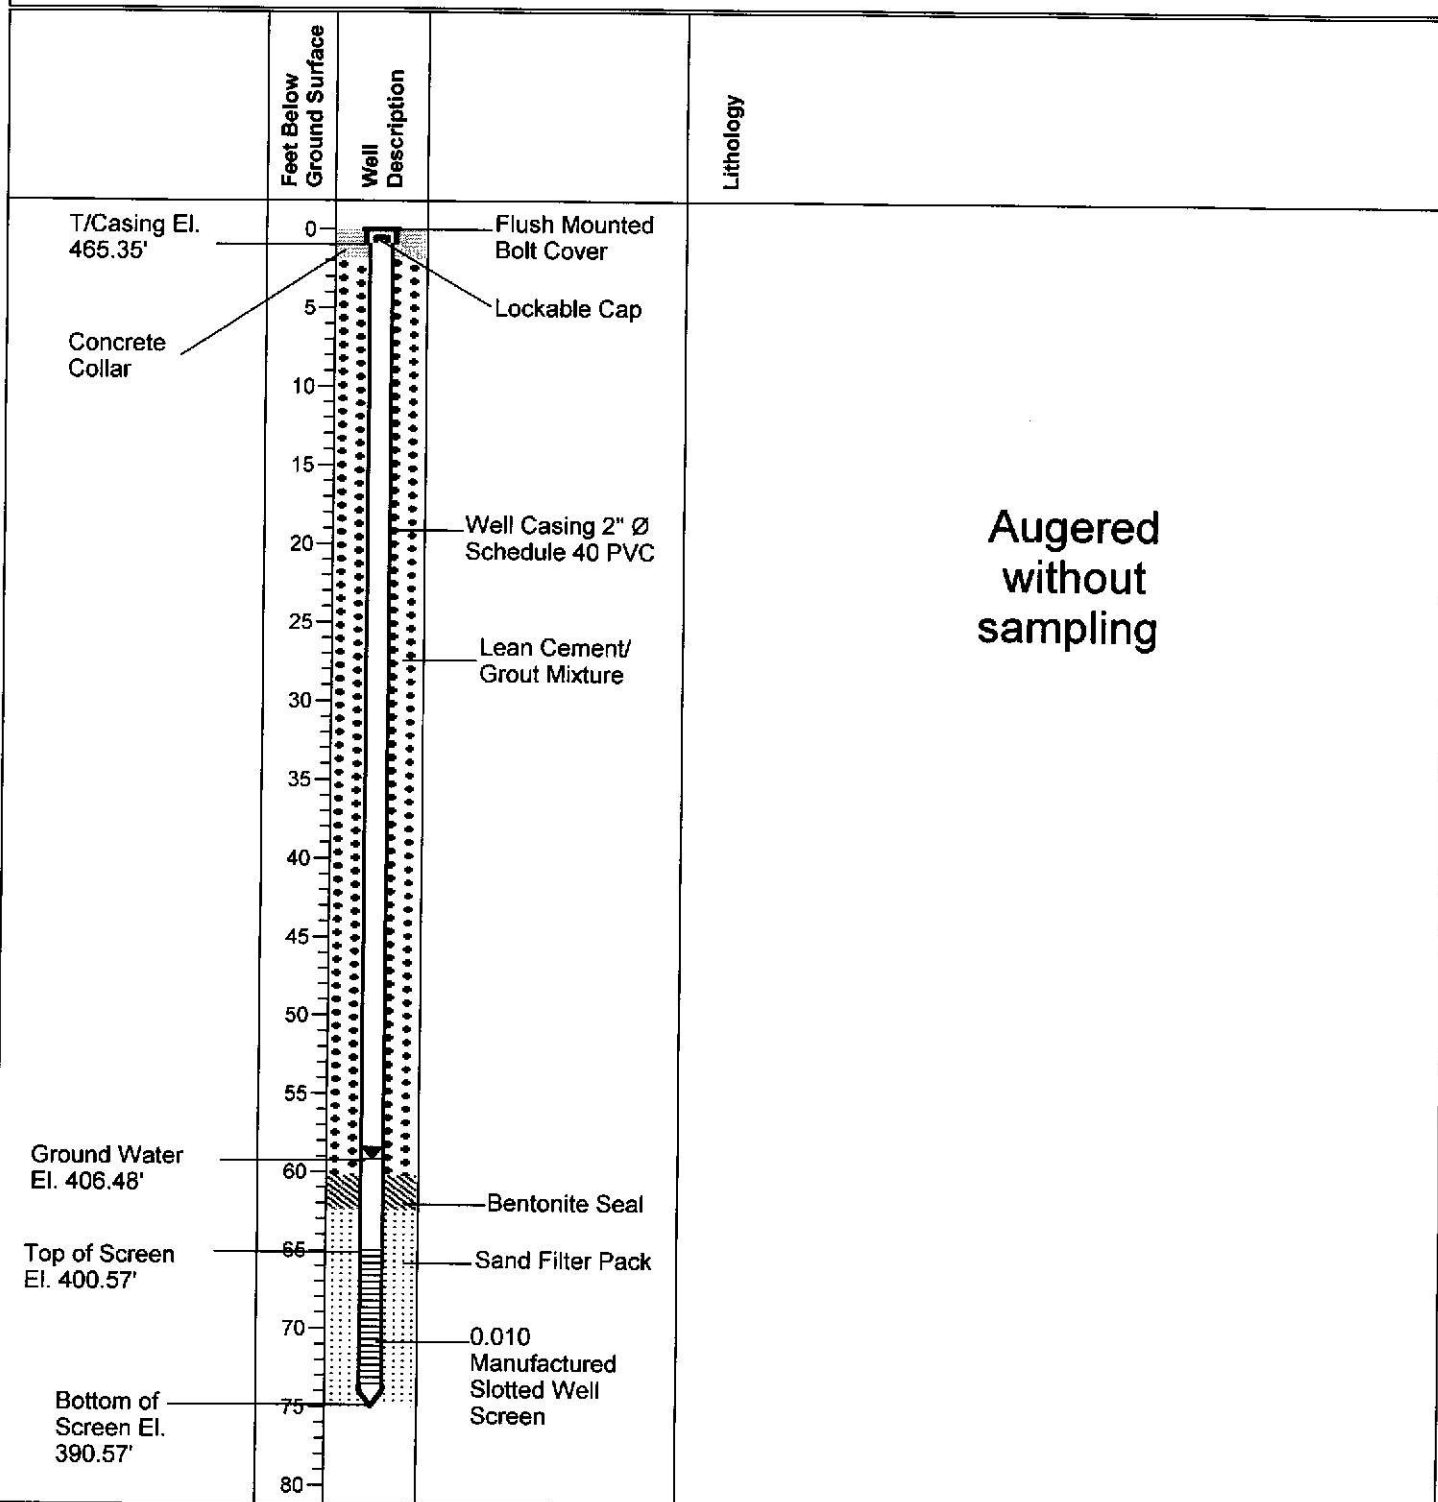 Feet Below
Ground Surface
Well
Description
Lithology
T/Casing El.
465.35'
Concrete
Collar
0
5
10
15
20
25
30
35
40
45
50
55
60
65
70
75
80
Flush Mounted
Bolt Cover
Lockable Cap
Well Casing 2" Ø
Schedule 40 PVC
Lean Cement/
Grout Mixture
Augered
without
sampling
Ground Water
El. 406.48'
Bentonite Seal
Top of Screen
El. 400.57'
Sand Filter Pack
0.010
Manufactured
Slotted Well
Screen
Bottom of
Screen El.
390.57'